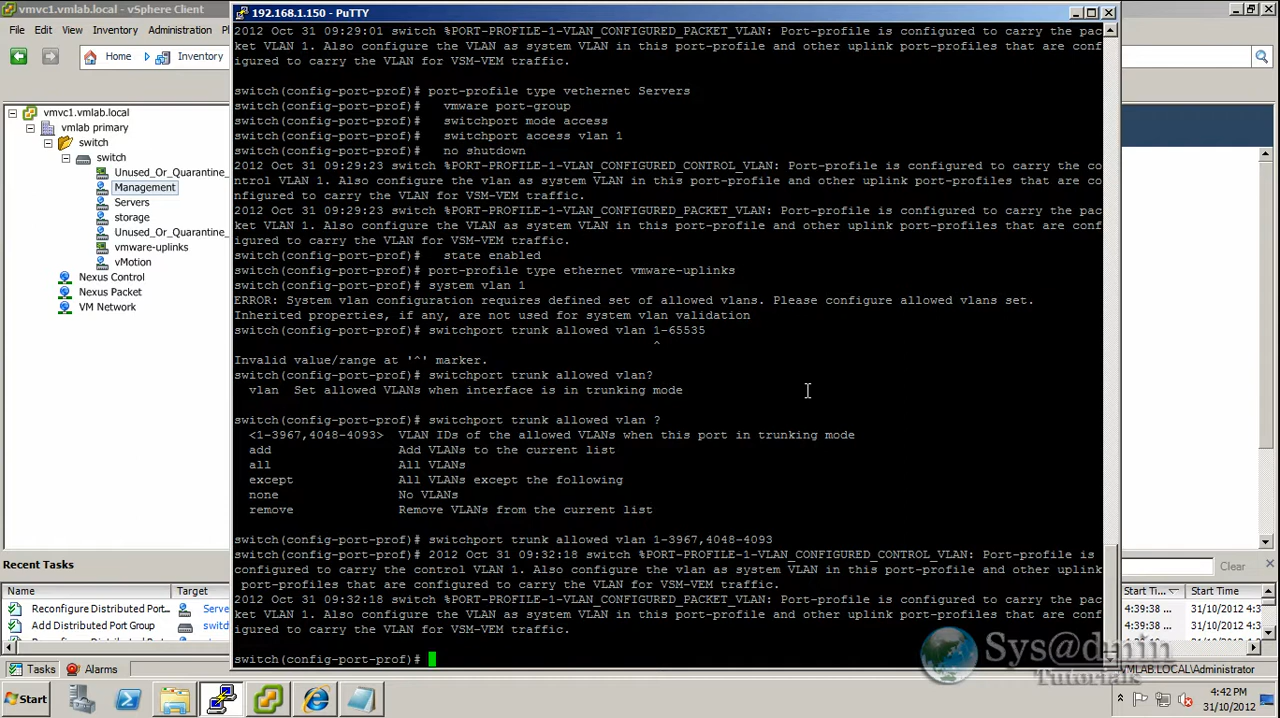 vmvc1.vmlab.local - vSphere Client
File Edit View Inventory Administration
Home Inventory
vmvc1.vmlab.local
vmlab primary
switch
switch
Unused_Or_Quarantine_
Management
Servers
storage
Unused_Or_Quarantine_
vmware-uplinks
vMotion
Nexus Control
Nexus Packet
VM Network
192.168.1.150 - PuTTY
2012 Oct 31 09:29:01 switch %PORT-PROFILE-1-VLAN_CONFIGURED_PACKET_VLAN: Port-profile is configured to carry the pac
ket VLAN 1. Also configure the VLAN as system VLAN in this port-profile and other uplink port-profiles that are conf
igured to carry the VLAN for VSM-VEM traffic.
switch(config-port-prof)# port-profile type vethernet Servers
vmware port-group
switchport mode access
switchport access vlan 1
no shutdown
2012 Oct 31 09:29:23 switch %PORT-PROFILE-1-VLAN_CONFIGURED_CONTROL_VLAN: Port-profile is configured to carry the co
ntrol VLAN 1. Also configure the vlan as system VLAN in this port-profile and other uplink port-profiles that are co
nfigured to carry the VLAN for VSM-VEM traffic.
2012 Oct 31 09:29:23 switch %PORT-PROFILE-1-VLAN_CONFIGURED_PACKET_VLAN: Port-profile is configured to carry the pac
ket VLAN 1. Also configure the VLAN as system VLAN in this port-profile and other uplink port-profiles that are conf
igured to carry the VLAN for VSM-VEM traffic.
switch(config-port-prof)# state enabled
switch(config-port-prof)# port-profile type ethernet vmware-uplinks
switch(config-port-prof)# system vlan 1
ERROR: System vlan configuration requires defined set of allowed vlans. Please configure allowed vlans set.
Inherited properties, if any, are not used for system vlan validation
switch(config-port-prof)# switchport trunk allowed vlan 1-65535
^
Invalid value/range at '^' marker.
switch(config-port-prof)# switchport trunk allowed vlan?
vlan Set allowed VLANs when interface is in trunking mode
switch(config-port-prof)# switchport trunk allowed vlan ?
<1-3967,4048-4093> VLAN IDs of the allowed VLANs when this port in trunking mode
add Add VLANs to the current list
all All VLANs
except All VLANs except the following
none No VLANs
remove Remove VLANs from the current list
switch(config-port-prof)# switchport trunk allowed vlan 1-3967,4048-4093
switch(config-port-prof)# 2012 Oct 31 09:32:18 switch %PORT-PROFILE-1-VLAN_CONFIGURED_CONTROL_VLAN: Port-profile is
configured to carry the control VLAN 1. Also configure the vlan as system VLAN in this port-profile and other uplink
port-profiles that are configured to carry the VLAN for VSM-VEM traffic.
2012 Oct 31 09:32:18 switch %PORT-PROFILE-1-VLAN_CONFIGURED_PACKET_VLAN: Port-profile is configured to carry the pac
ket VLAN 1. Also configure the VLAN as system VLAN in this port-profile and other uplink port-profiles that are conf
igured to carry the VLAN for VSM-VEM traffic.
switch(config-port-prof)#
Recent Tasks
Name Target
Reconfigure Distributed Port... Serve
Add Distributed Port Group switc
Clear
Start Ti... Start Time
4:39:38 31/10/2012 4:3
4:39:38 31/10/2012 4:3
Tasks Alarms
VMLAB.LOCAL\Administrator
Sys@dmin
Tutorials
Start
4:42 PM
31/10/2012